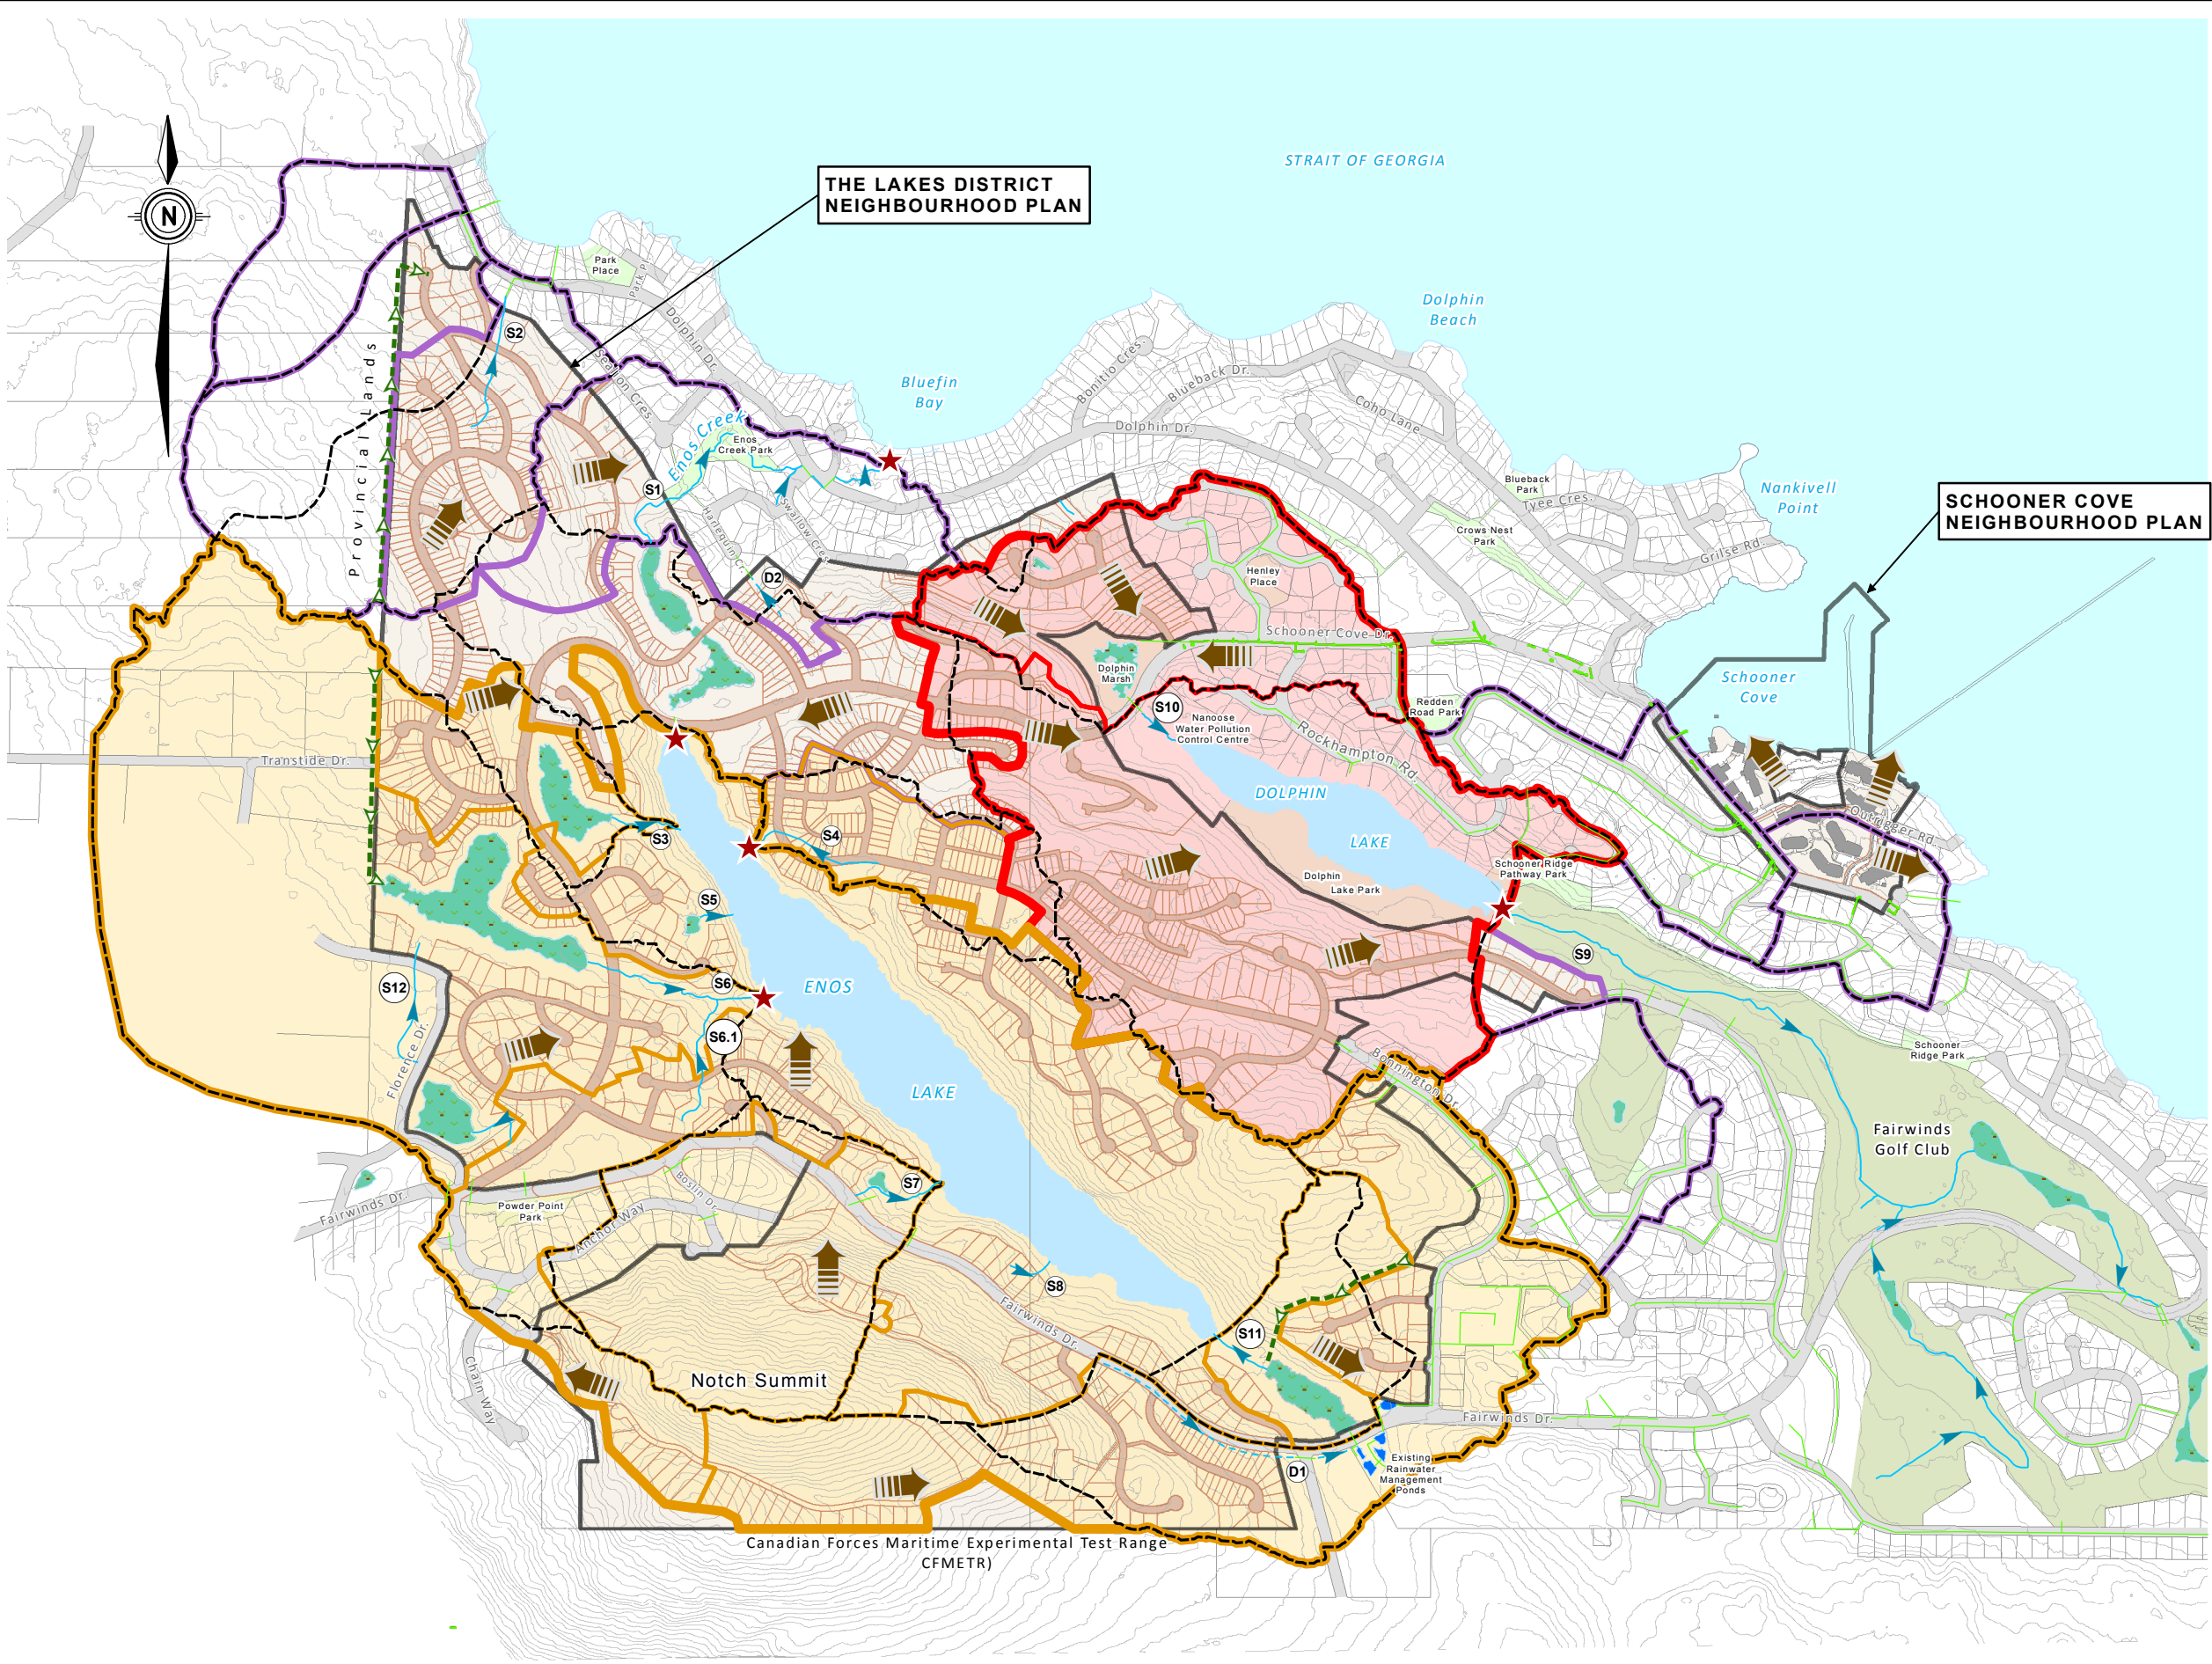 STRAIT OF GEORGIA
THE LAKES DISTRICT
NEIGHBOURHOOD PLAN
N
Park
Place
Park P
Dolphin Dr.
Dolphin
Beach
S2
Seallon Cres.
Provincial Lands
Bluefin
Bay
Bonitio Cres.
Blueback Dr.
Coho Lane
Dolphin Dr.
Enos Creek
Enos
Creek Park
S1
Harlequin Cr.
Swallow Cres.
D2
Blueback
Park
Tyee Cres.
Nankivell
Point
Crows Nest
Park
Grilse Rd.
SCHOONER COVE
NEIGHBOURHOOD PLAN
Henley
Place
Schooner Cove Dr.
Dolphin
Marsh
S10
Nanoose
Water Pollution
Control Centre
Redden
Road Park
Schooner
Cove
Rockhampton Rd.
Transtide Dr.
DOLPHIN
LAKE
Outrigger Rd.
S3
S4
Schooner Ridge
Pathway Park
Dolphin
Lake Park
S5
S9
S12
S6
ENOS
S6.1
Florence Dr.
LAKE
Bonnington Dr.
Schooner
Ridge Park
Fairwinds
Golf Club
S7
Boslin Dr.
Fairwinds Dr.
Powder Point
Park
Anchor Way
S8
Fairwinds Dr.
S11
Chain Way
Notch Summit
Fairwinds Dr.
D1
Existing
Rainwater
Management
Ponds
Canadian Forces Maritime Experimental Test Range
CFMETR)